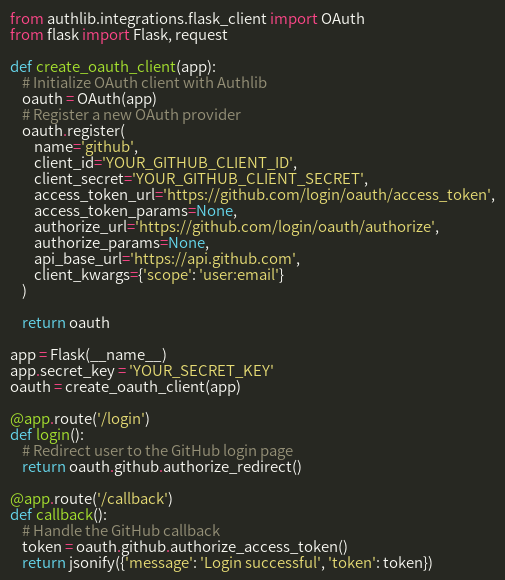 from authlib.integrations.flask_client import OAuth
from flask import Flask, request

def create_oauth_client(app):
    # Initialize OAuth client with Authlib
    oauth = OAuth(app)
    # Register a new OAuth provider
    oauth.register(
        name='github',
        client_id='YOUR_GITHUB_CLIENT_ID',
        client_secret='YOUR_GITHUB_CLIENT_SECRET',
        access_token_url='https://github.com/login/oauth/access_token',
        access_token_params=None,
        authorize_url='https://github.com/login/oauth/authorize',
        authorize_params=None,
        api_base_url='https://api.github.com',
        client_kwargs={'scope': 'user:email'}
    )

    return oauth

app = Flask(__name__)
app.secret_key = 'YOUR_SECRET_KEY'
oauth = create_oauth_client(app)

@app.route('/login')
def login():
    # Redirect user to the GitHub login page
    return oauth.github.authorize_redirect()

@app.route('/callback')
def callback():
    # Handle the GitHub callback
    token = oauth.github.authorize_access_token()
    return jsonify({'message': 'Login successful', 'token': token})